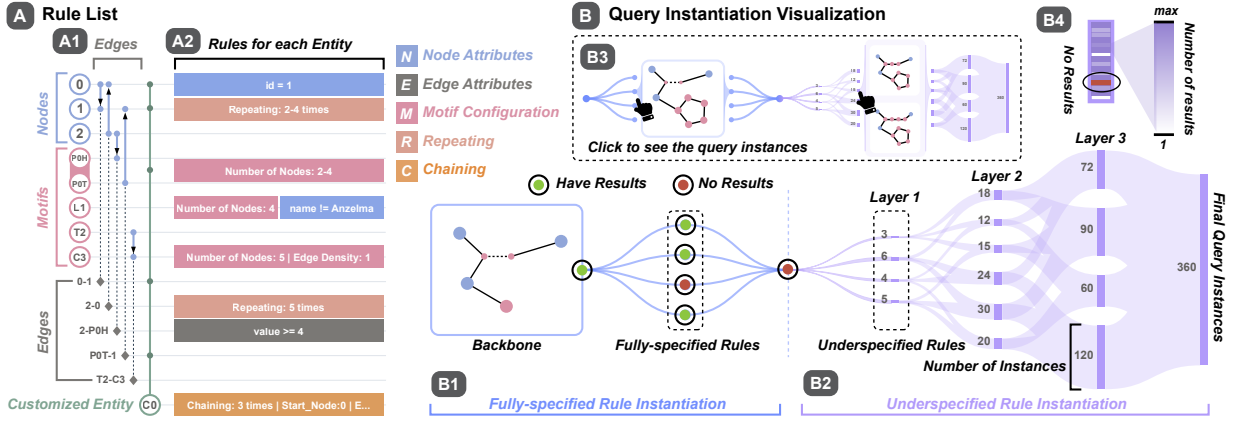 A Rule List
A1 Edges
A2 Rules for each Entity
Nodes
0
id = 1
1
Repeating: 2-4 times
2
Motifs
P0H
Number of Nodes: 2-4
P0T
L1
Number of Nodes: 4
name != Anzelma
T2
C3
Number of Nodes: 5 | Edge Density: 1
Edges
0-1
2-0
Repeating: 5 times
2-P0H
value >= 4
P0T-1
T2-C3
Customized Entity
C0
Chaining: 3 times | Start_Node:0 | E...
N Node Attributes
E Edge Attributes
M Motif Configuration
R Repeating
C Chaining
B Query Instantiation Visualization
B3
Click to see the query instances
72
90
60
120
360
B4
No Results
max
Number of results
1
Have Results
No Results
Backbone
Fully-specified Rules
Layer 1
3
6
4
5
Underspecified Rules
Layer 2
18
12
15
24
30
20
Layer 3
72
90
60
120
Number of Instances
360
Final Query Instances
B1
Fully-specified Rule Instantiation
B2
Underspecified Rule Instantiation